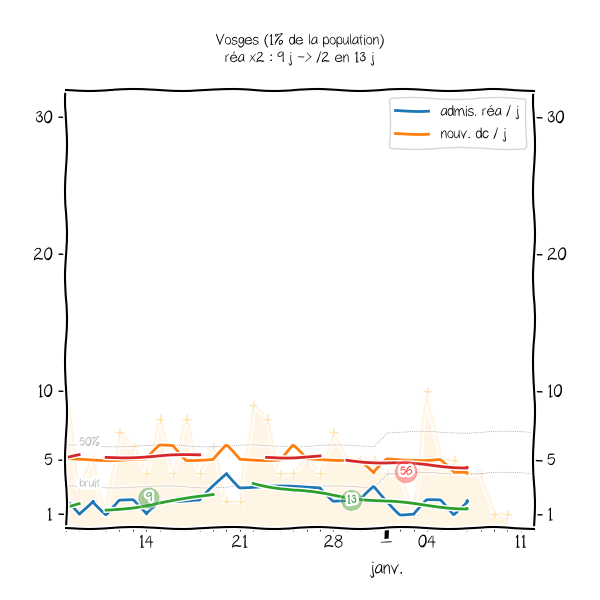 Vosges (1% de la population)
réa x2 : 9 j -> /2 en 13 j
admis. réa / j
nouv. dc / j
30 30
20 20
10 10
5 5
1 1
50%
bruit
9
13
56
14 21 28 1 04 11
janv.